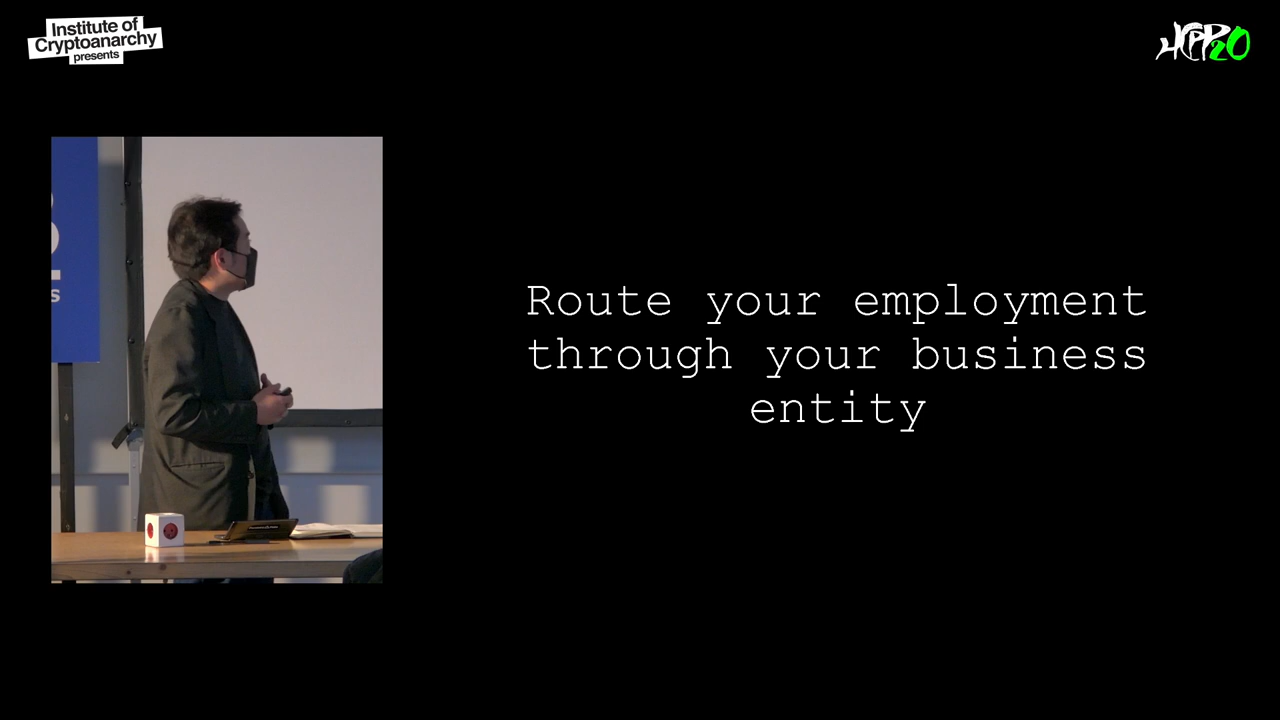 Institute of
Cryptoanarchy
presents
HCPP20
Route your employment
through your business
entity